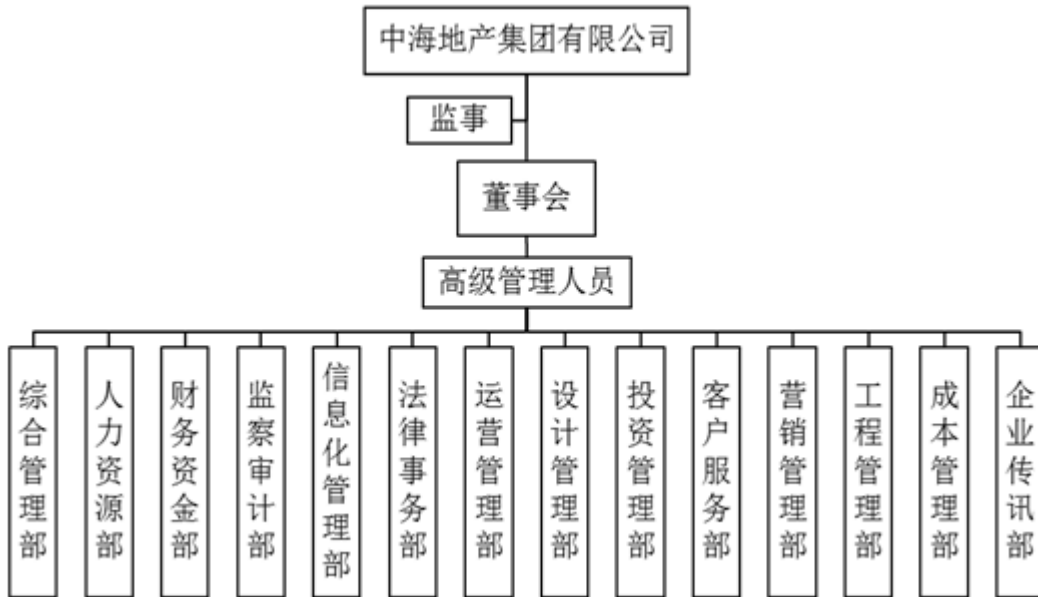 中海地产集团有限公司
监事
董事会
高级管理人员
综合管理部
人力资源部
财务资金部
监察审计部
信息化管理部
法律事务部
运营管理部
设计管理部
投资管理部
客户服务部
营销管理部
工程管理部
成本管理部
企业传讯部